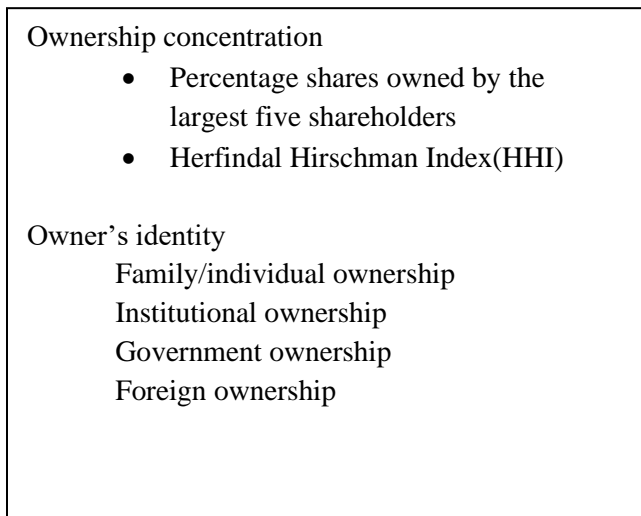 Ownership concentration
• Percentage shares owned by the
largest five shareholders
• Herfindal Hirschman Index(HHI)
Owner’s identity
Family/individual ownership
Institutional ownership
Government ownership
Foreign ownership